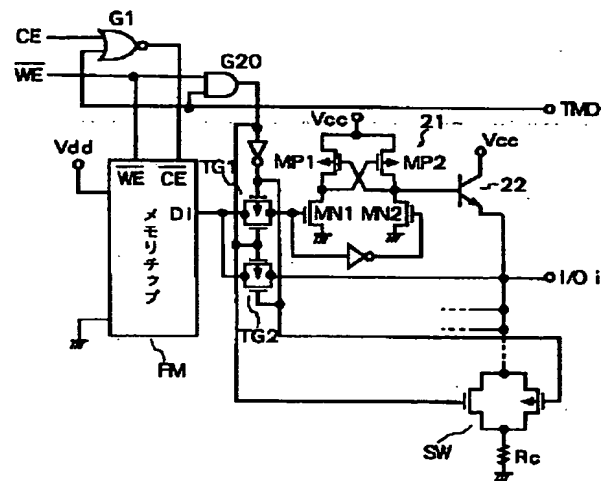 G1
CE
WE
G20
TMD
Vcc
21
Vcc
Vdd
TG1
MP1
MP2
22
WE
CE
Di
MN1
MN2
メモリチップ
I/O i
TG2
FM
SW
Rc